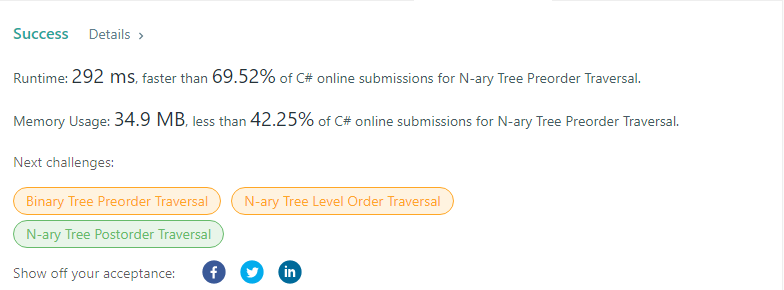 Success Details >
Runtime: 292 ms, faster than 69.52% of C# online submissions for N-ary Tree Preorder Traversal.
Memory Usage: 34.9 MB, less than 42.25% of C# online submissions for N-ary Tree Preorder Traversal.
Next challenges:
Binary Tree Preorder Traversal N-ary Tree Level Order Traversal
N-ary Tree Postorder Traversal
Show off your acceptance: f in